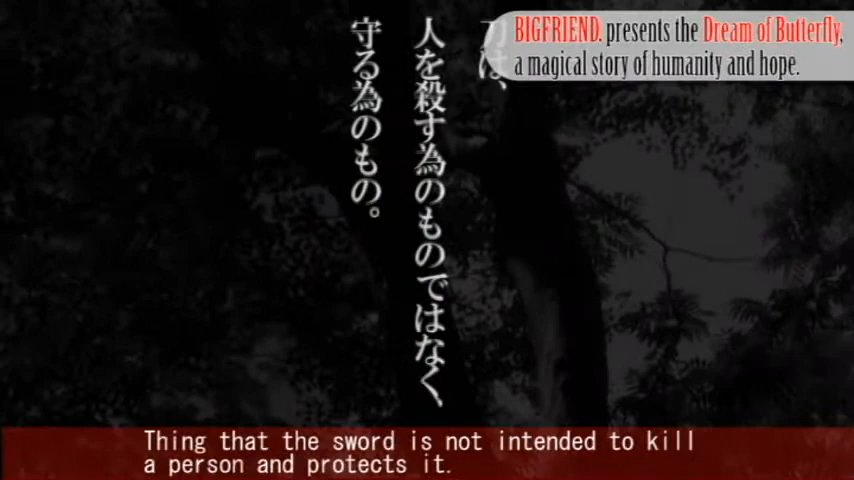 BIGFRIEND. presents the Dream of Butterfly,
a magical story of humanity and hope.
刀は、
人を殺す為のものではなく、
守る為のもの。
Thing that the sword is not intended to kill
a person and protects it.